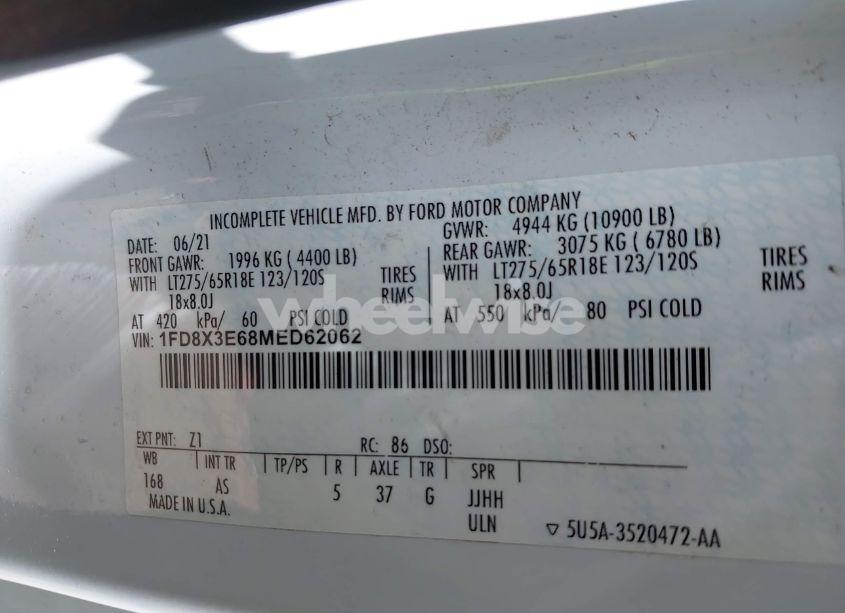 INCOMPLETE VEHICLE MFD. BY FORD MOTOR COMPANY
DATE: 06/21 GVWR: 4944 KG (10900 LB)
FRONT GAWR: 1996 KG ( 4400 LB) REAR GAWR: 3075 KG ( 6780 LB)
WITH LT275/65R18E 123/120S TIRES WITH LT275/65R18E 123/120S TIRES
18x8.0J RIMS 18x8.0J RIMS
AT 420 kPa/ 60 PSI COLD AT 550 kPa/ 80 PSI COLD
wheelwise
VIN: 1FD8X3E68MED62062
EXT PNT: Z1 RC: 86 DSO:
WB INT TR TP/PS R AXLE TR SPR
168 AS 5 37 G JJHH
MADE IN U.S.A. ULN
5U5A-3520472-AA